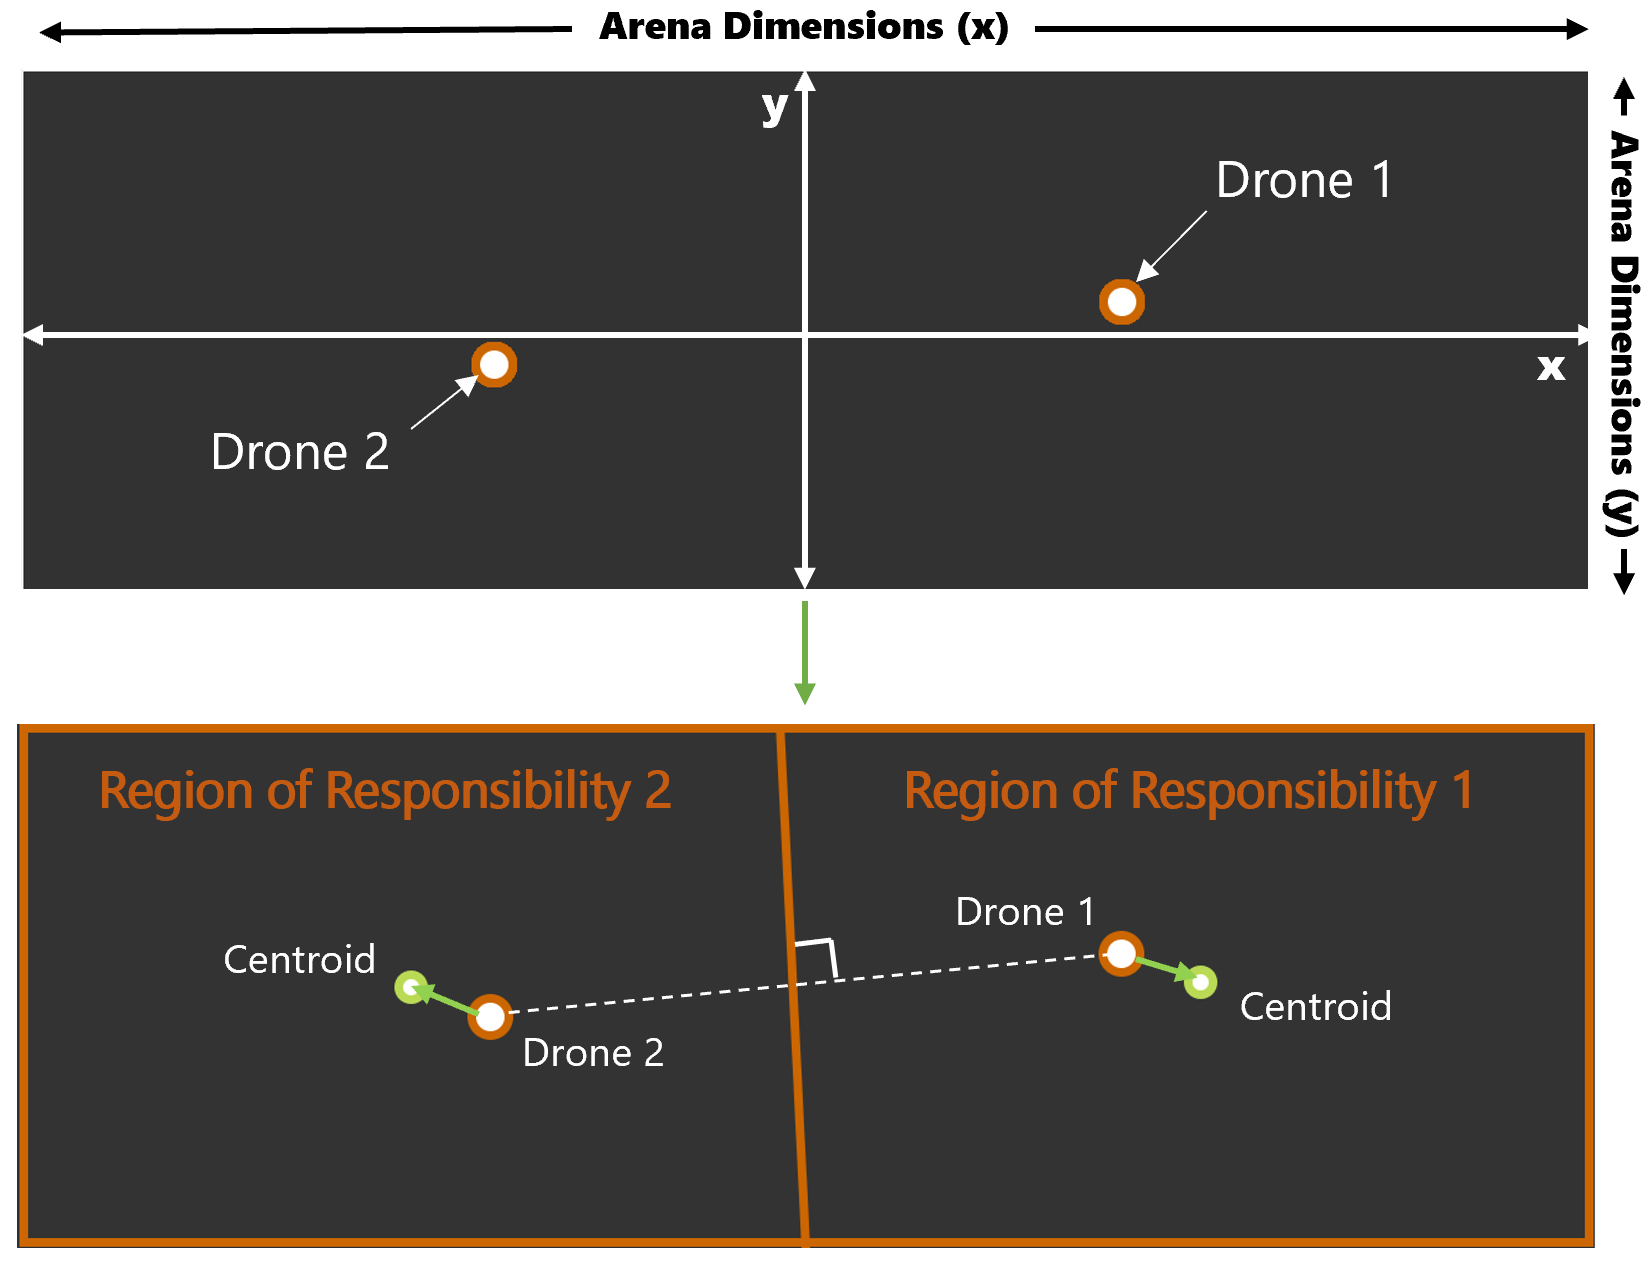 Arena Dimensions (x)
y
Drone 1
Arena Dimensions (y)
x
Drone 2
Region of Responsibility 2
Region of Responsibility 1
Drone 1
Centroid
Centroid
Drone 2